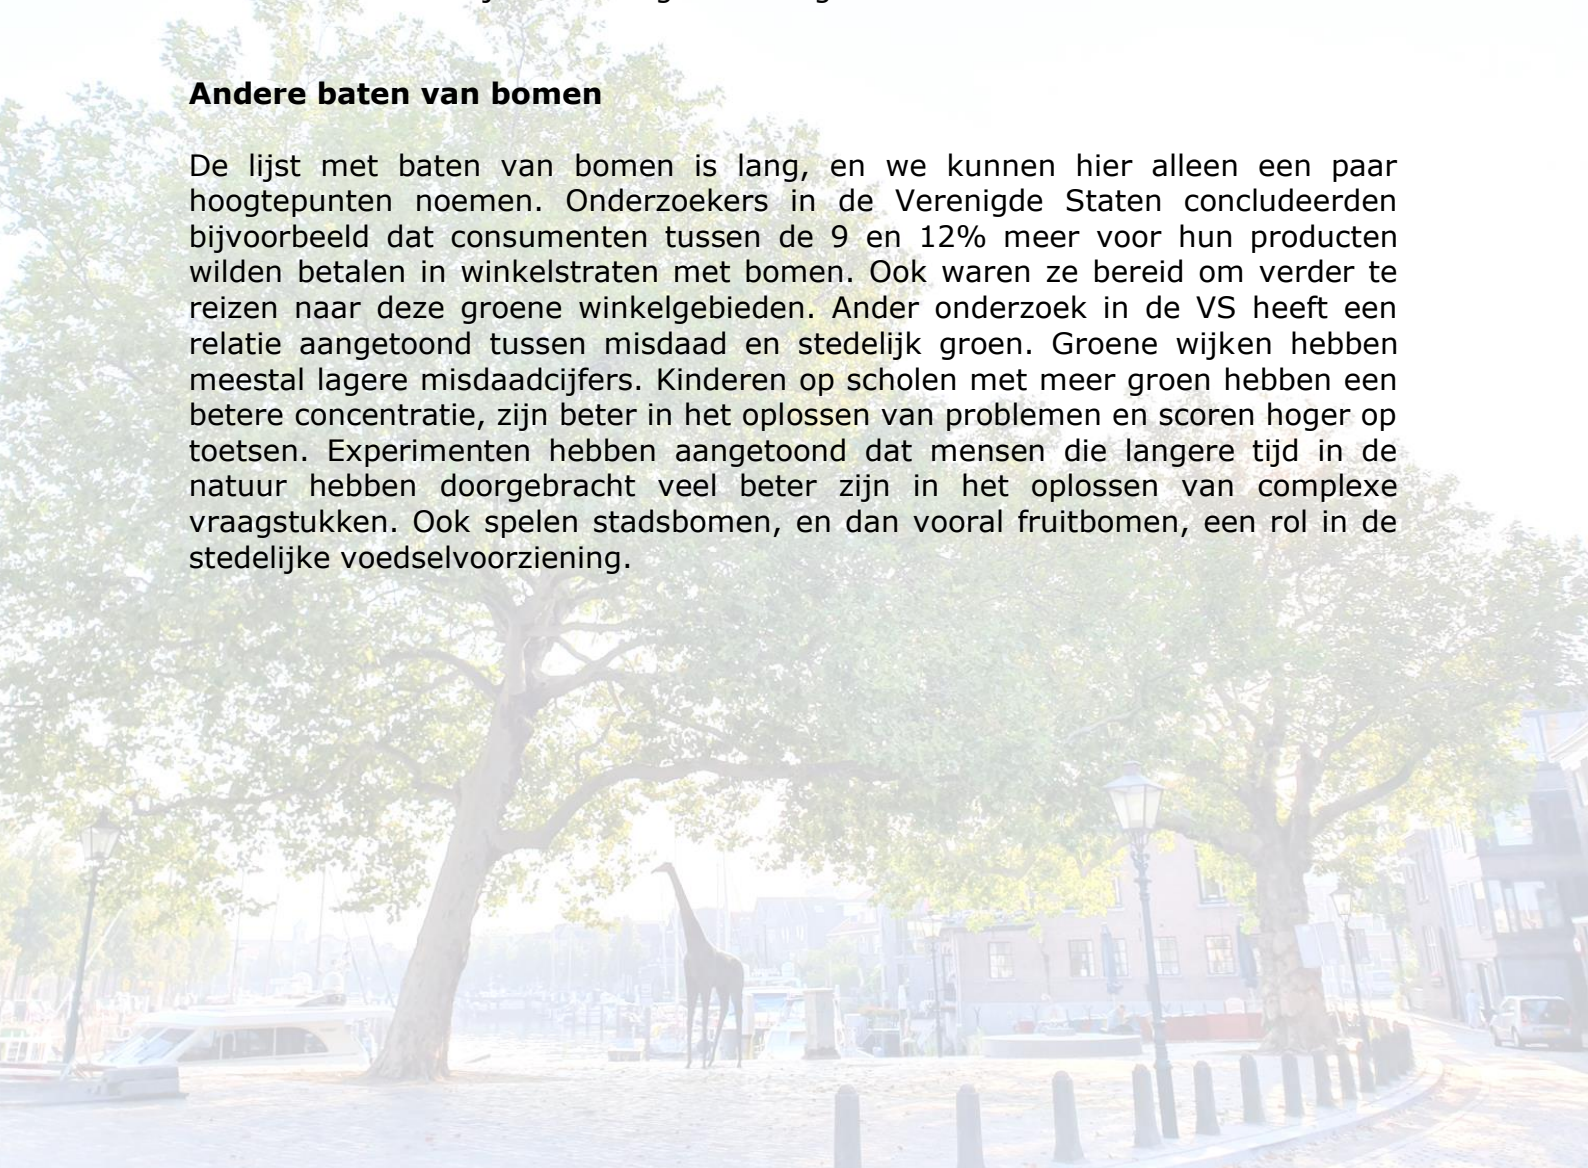 Andere baten van bomen
De lijst met baten van bomen is lang, en we kunnen hier alleen een paar
hoogtepunten noemen. Onderzoekers in de Verenigde Staten concludeerden
bijvoorbeeld dat consumenten tussen de 9 en 12% meer voor hun producten
wilden betalen in winkelstraten met bomen. Ook waren ze bereid om verder te
reizen naar deze groene winkelgebieden. Ander onderzoek in de VS heeft een
relatie aangetoond tussen misdaad en stedelijk groen. Groene wijken hebben
meestal lagere misdaadcijfers. Kinderen op scholen met meer groen hebben een
betere concentratie, zijn beter in het oplossen van problemen en scoren hoger op
toetsen. Experimenten hebben aangetoond dat mensen die langere tijd in de
natuur hebben doorgebracht veel beter zijn in het oplossen van complexe
vraagstukken. Ook spelen stadsbomen, en dan vooral fruitbomen, een rol in de
stedelijke voedselvoorziening.